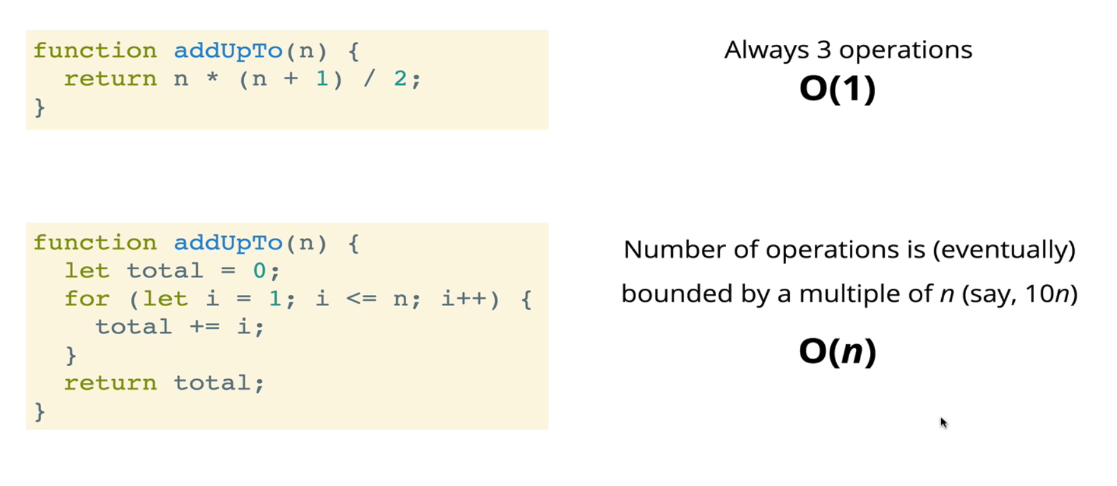 function addUpTo(n) {
  return n * (n + 1) / 2;
}
Always 3 operations
O(1)
function addUpTo(n) {
  let total = 0;
  for (let i = 1; i <= n; i++) {
    total += i;
  }
  return total;
}
Number of operations is (eventually)
bounded by a multiple of n (say, 10n)
O(n)